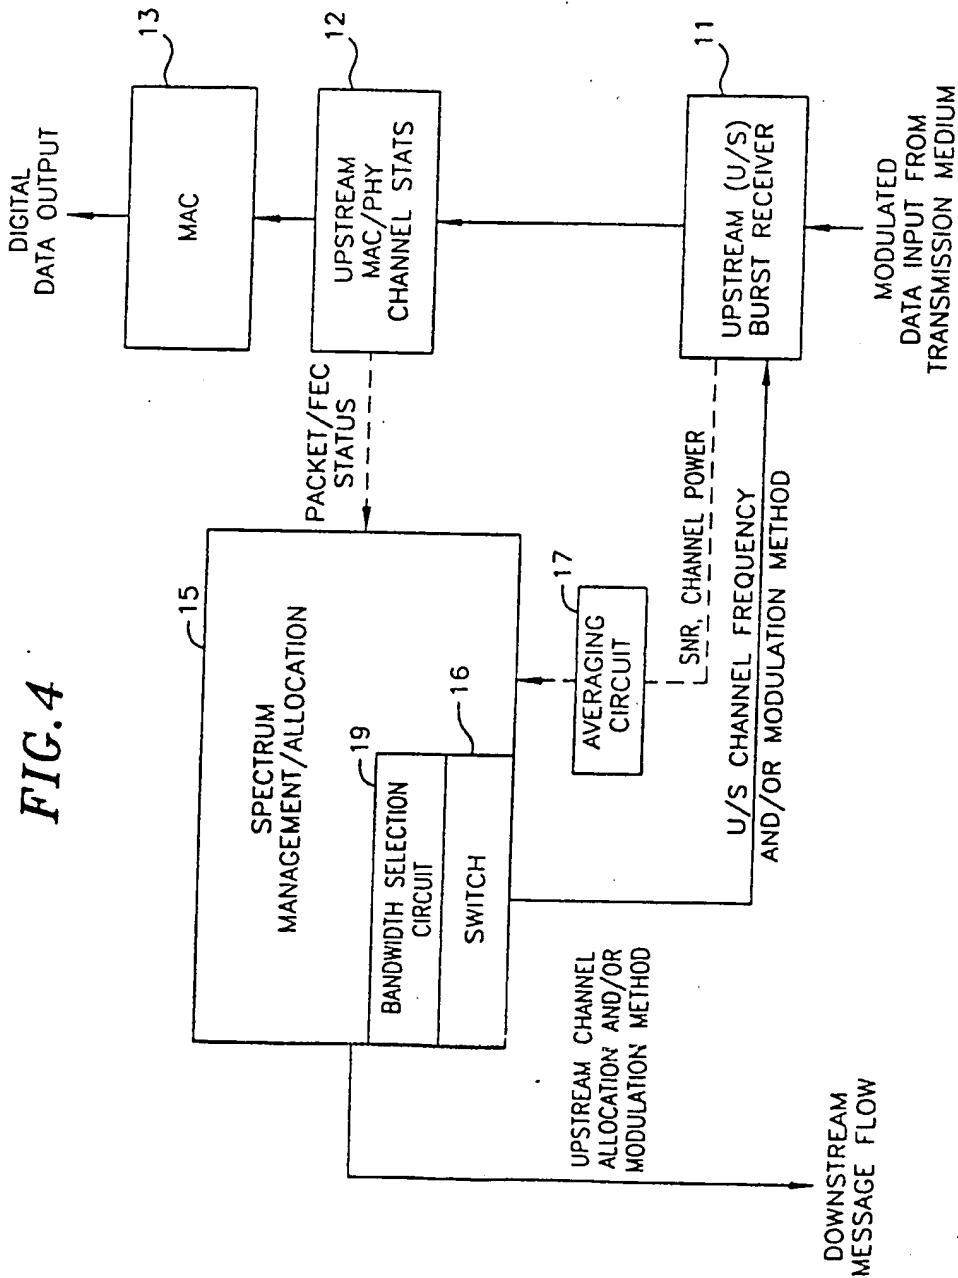 FIG.4
DIGITAL
DATA OUTPUT
13
MAC
12
UPSTREAM
MAC/PHY
CHANNEL STATS
11
UPSTREAM (U/S)
BURST RECEIVER
MODULATED
DATA INPUT FROM
TRANSMISSION MEDIUM
PACKET/FEC
STATUS
15
SPECTRUM
MANAGEMENT/ALLOCATION
19
BANDWIDTH SELECTION
CIRCUIT
16
SWITCH
17
AVERAGING
CIRCUIT
SNR, CHANNEL POWER
U/S CHANNEL FREQUENCY
AND/OR MODULATION METHOD
UPSTREAM CHANNEL
ALLOCATION AND/OR
MODULATION METHOD
DOWNSTREAM
MESSAGE FLOW